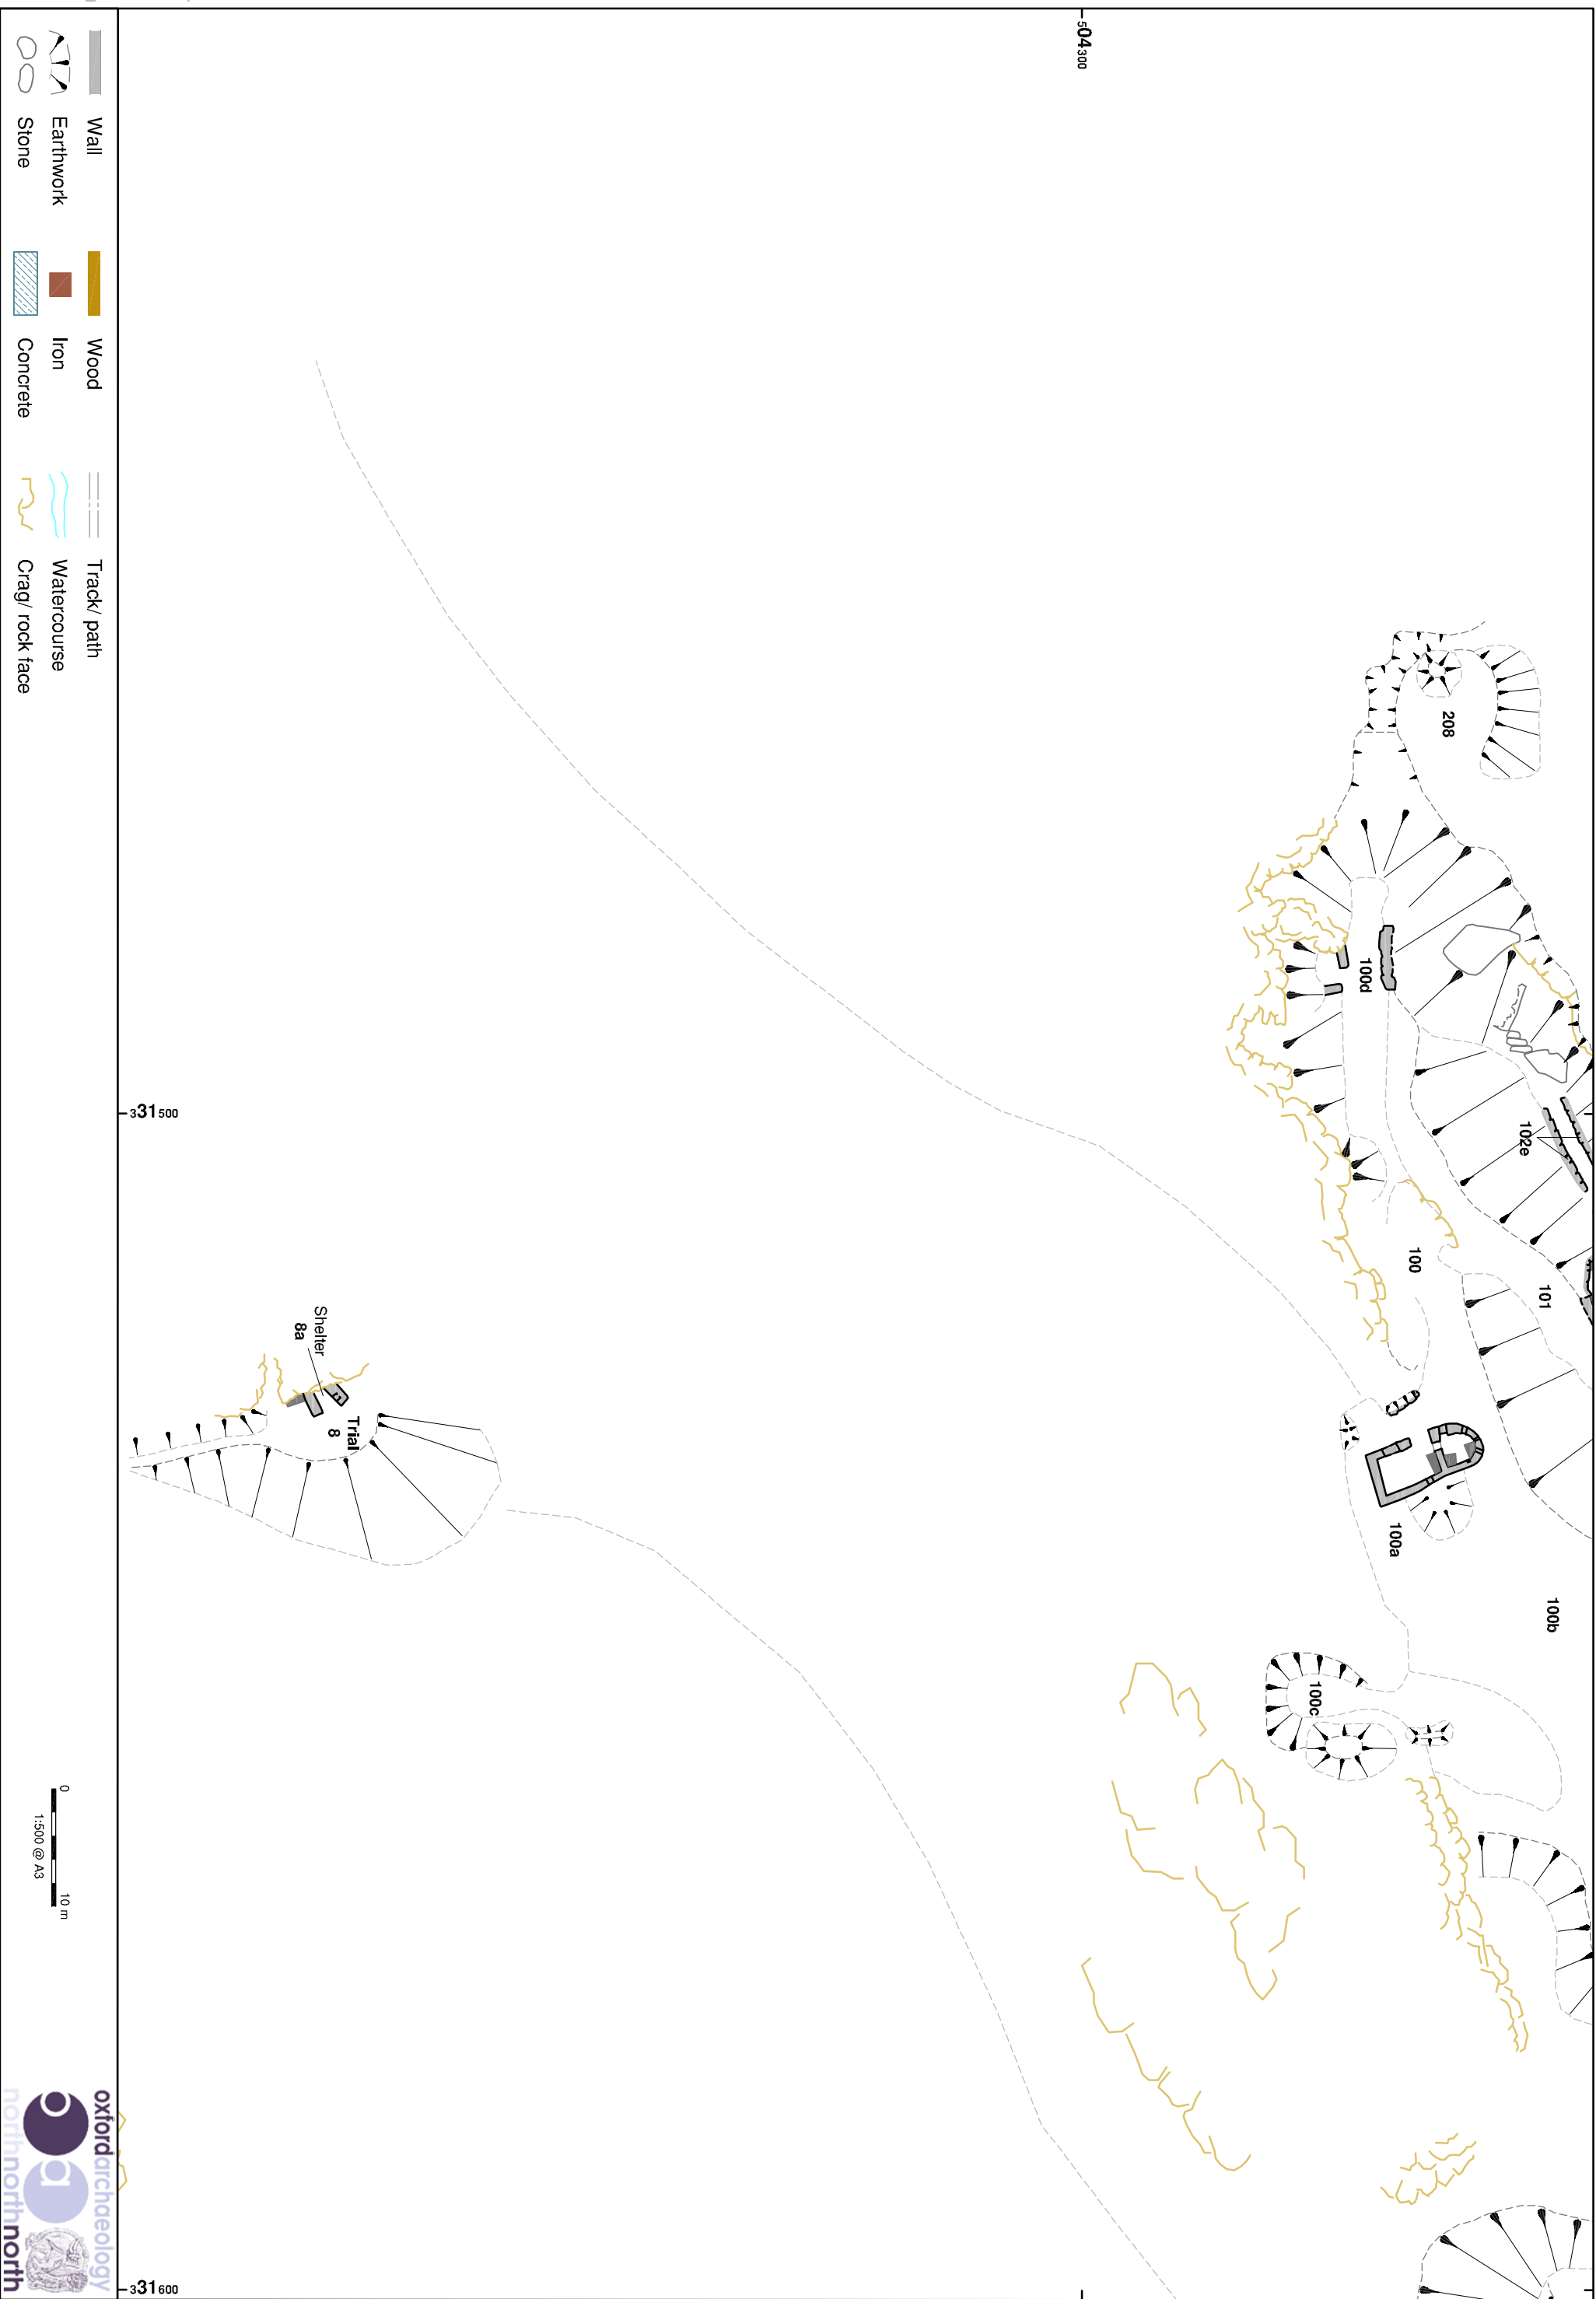 504300
208
100d
102e
101
100
100a
100b
100c
331500
331600
Shelter
8a
Trial
8
Wall
Earthwork
Stone
Wood
Iron
Concrete
Track/ path
Watercourse
Crag/ rock face
0
10 m
1:500 @ A3
oxfordarchaeology
northnorthnorth